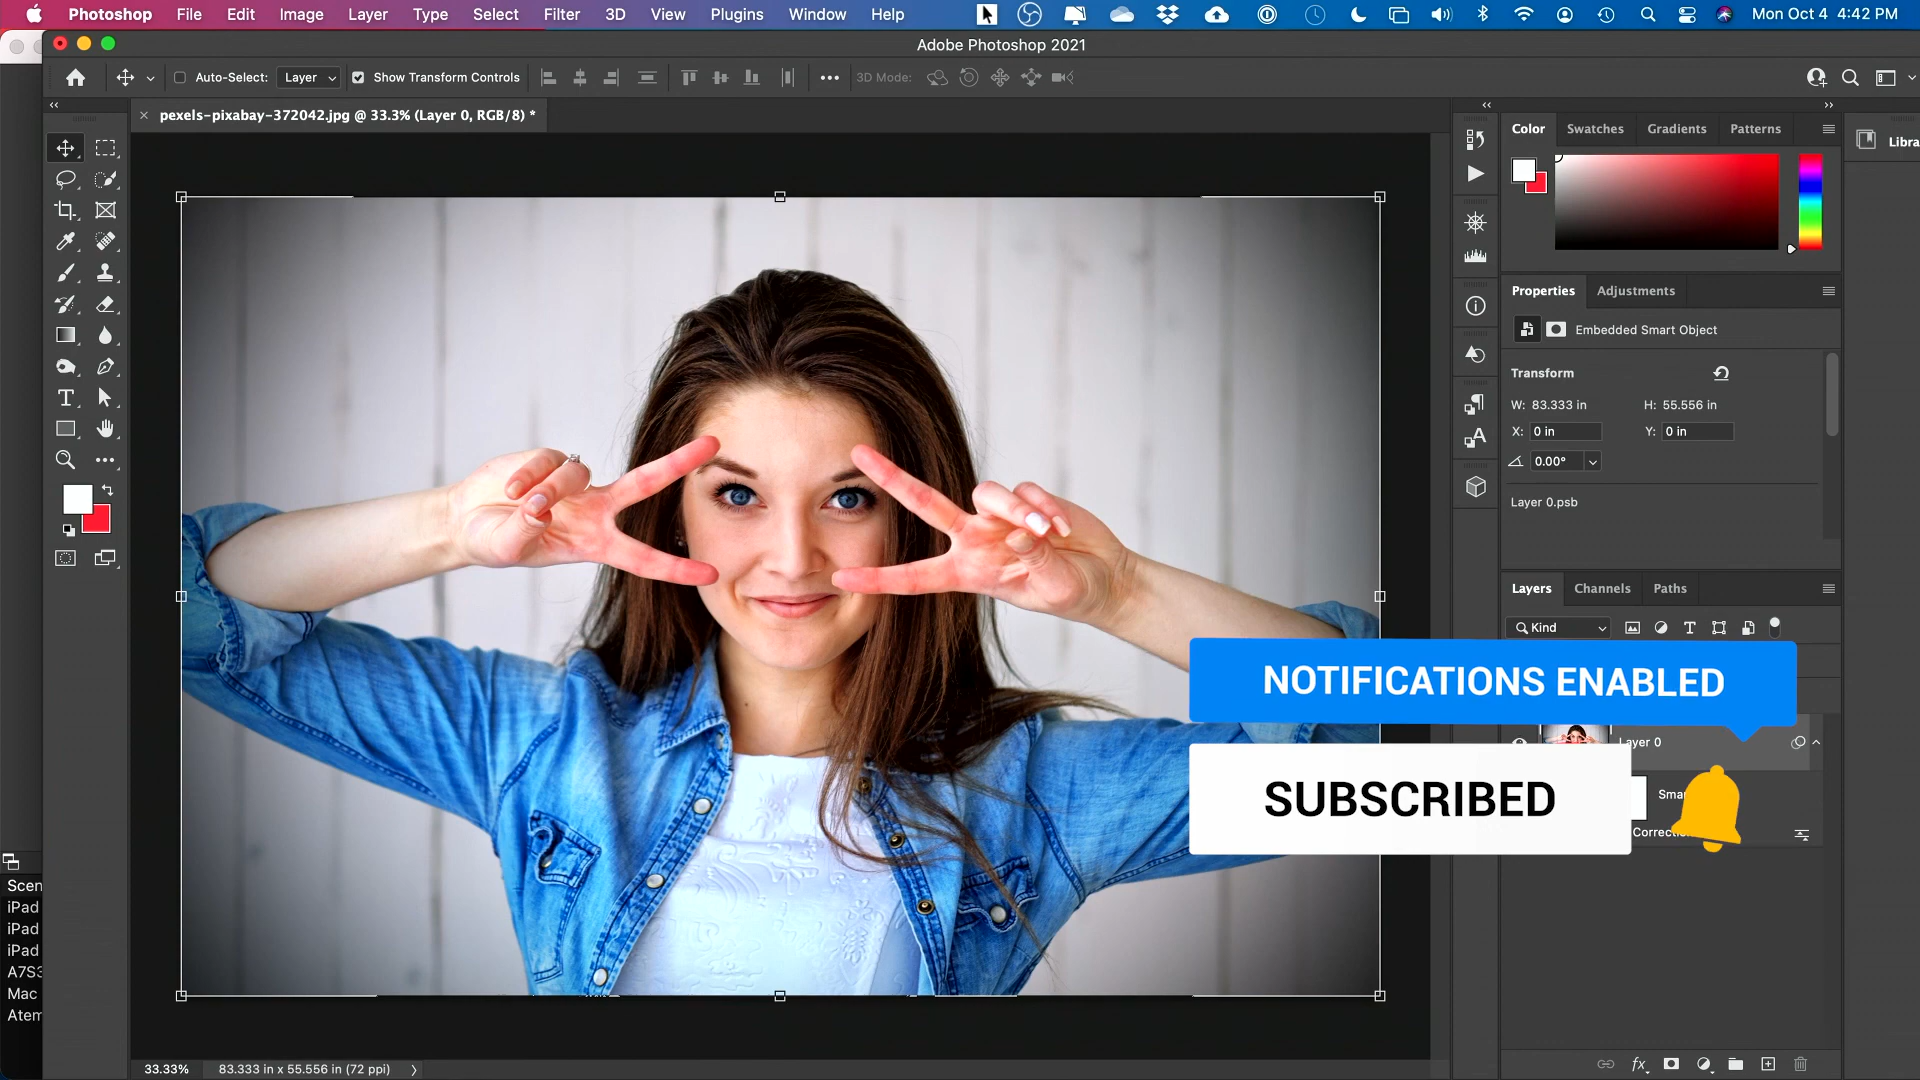 Photoshop File Edit Image Layer Type Select Filter 3D View Plugins Window Help Mon Oct 4 4:42 PM
Adobe Photoshop 2021
Auto-Select: Layer Show Transform Controls 3D Mode:
pexels-pixabay-372042.jpg @ 33.3% (Layer 0, RGB/8) *
Color Swatches Gradients Patterns
Libra
Properties Adjustments
Embedded Smart Object
Transform
W: 83.333 in H: 55.556 in
X: 0 in Y: 0 in
0.00°
Layer 0.psb
Layers Channels Paths
Kind
NOTIFICATIONS ENABLED
Layer 0
SUBSCRIBED
Smar
Correctio
Scen
iPad
iPad
iPad
A7S3
Mac
Atem
33.33% 83.333 in x 55.556 in (72 ppi)